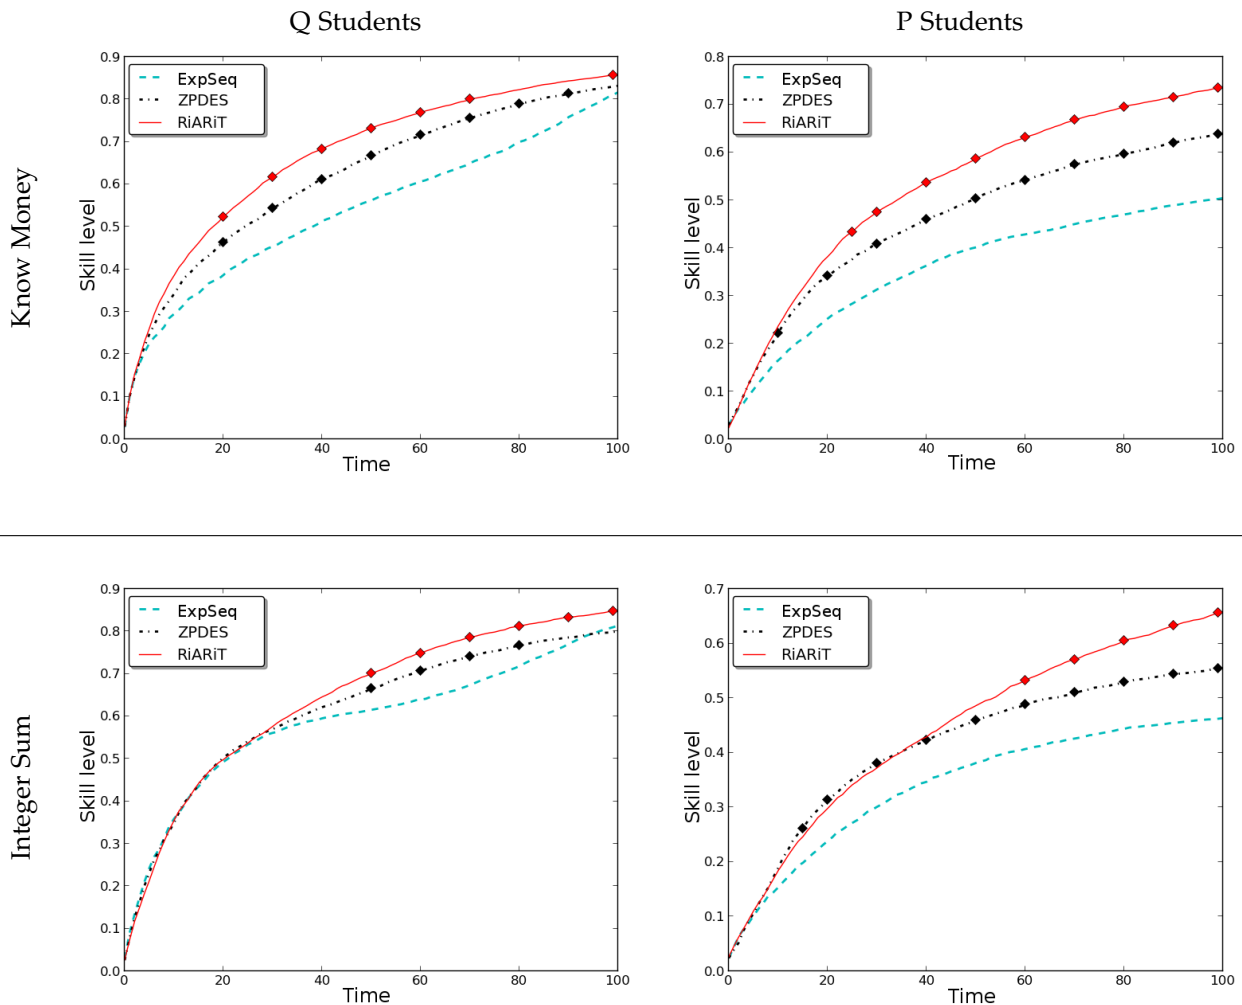 Q Students
P Students
Know Money
0.9
0.8
0.7
0.6
0.5
0.4
0.3
0.2
0.1
0.0
Skill level
ExpSeq
ZPDES
RiARiT
0 20 40 60 80 100
Time
0.8
0.7
0.6
0.5
0.4
0.3
0.2
0.1
0.0
Skill level
ExpSeq
ZPDES
RiARiT
0 20 40 60 80 100
Time
Integer Sum
0.9
0.8
0.7
0.6
0.5
0.4
0.3
0.2
0.1
0.0
Skill level
ExpSeq
ZPDES
RiARiT
0 20 40 60 80 100
Time
0.7
0.6
0.5
0.4
0.3
0.2
0.1
0.0
Skill level
ExpSeq
ZPDES
RiARiT
0 20 40 60 80 100
Time